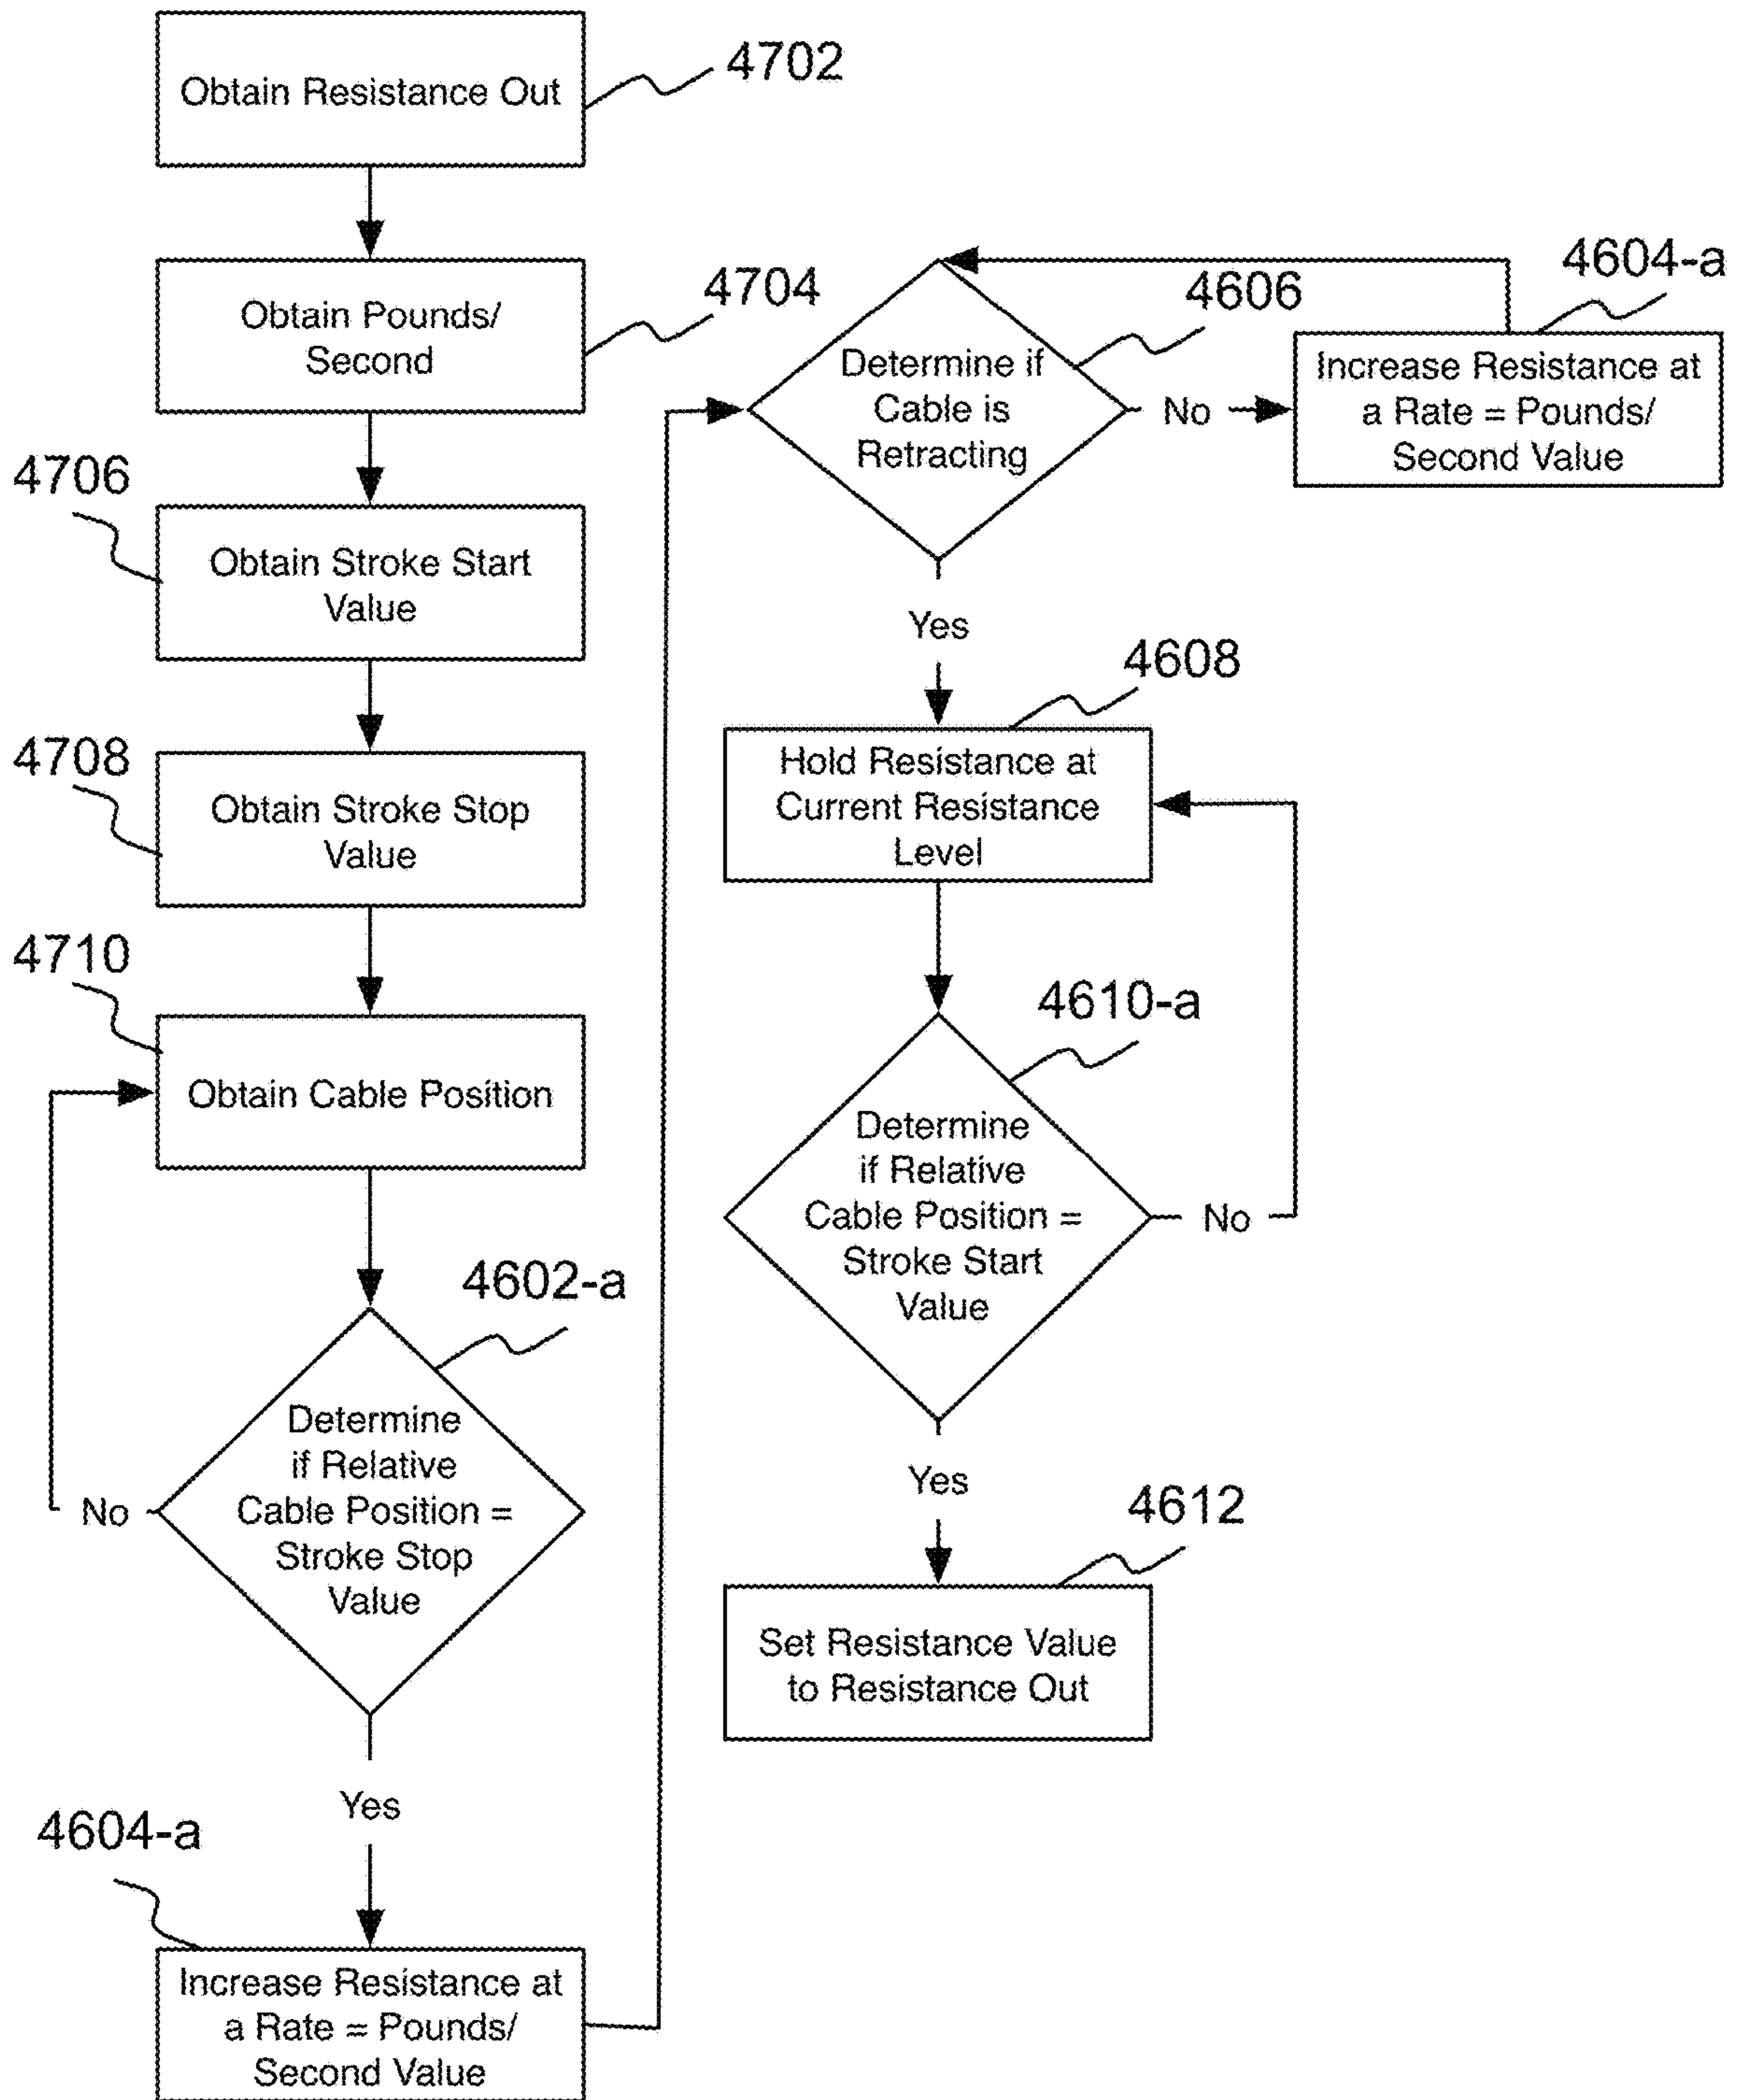 Obtain Resistance Out
4702
Obtain Pounds/
Second
4704
4706
Obtain Stroke Start
Value
4708
Obtain Stroke Stop
Value
4710
Obtain Cable Position
4602-a
Determine
if Relative
Cable Position =
Stroke Stop
Value
No
Yes
4604-a
Increase Resistance at
a Rate = Pounds/
Second Value
4606
Determine if
Cable is
Retracting
No
4604-a
Increase Resistance at
a Rate = Pounds/
Second Value
Yes
4608
Hold Resistance at
Current Resistance
Level
4610-a
Determine
if Relative
Cable Position =
Stroke Start
Value
No
Yes
4612
Set Resistance Value
to Resistance Out